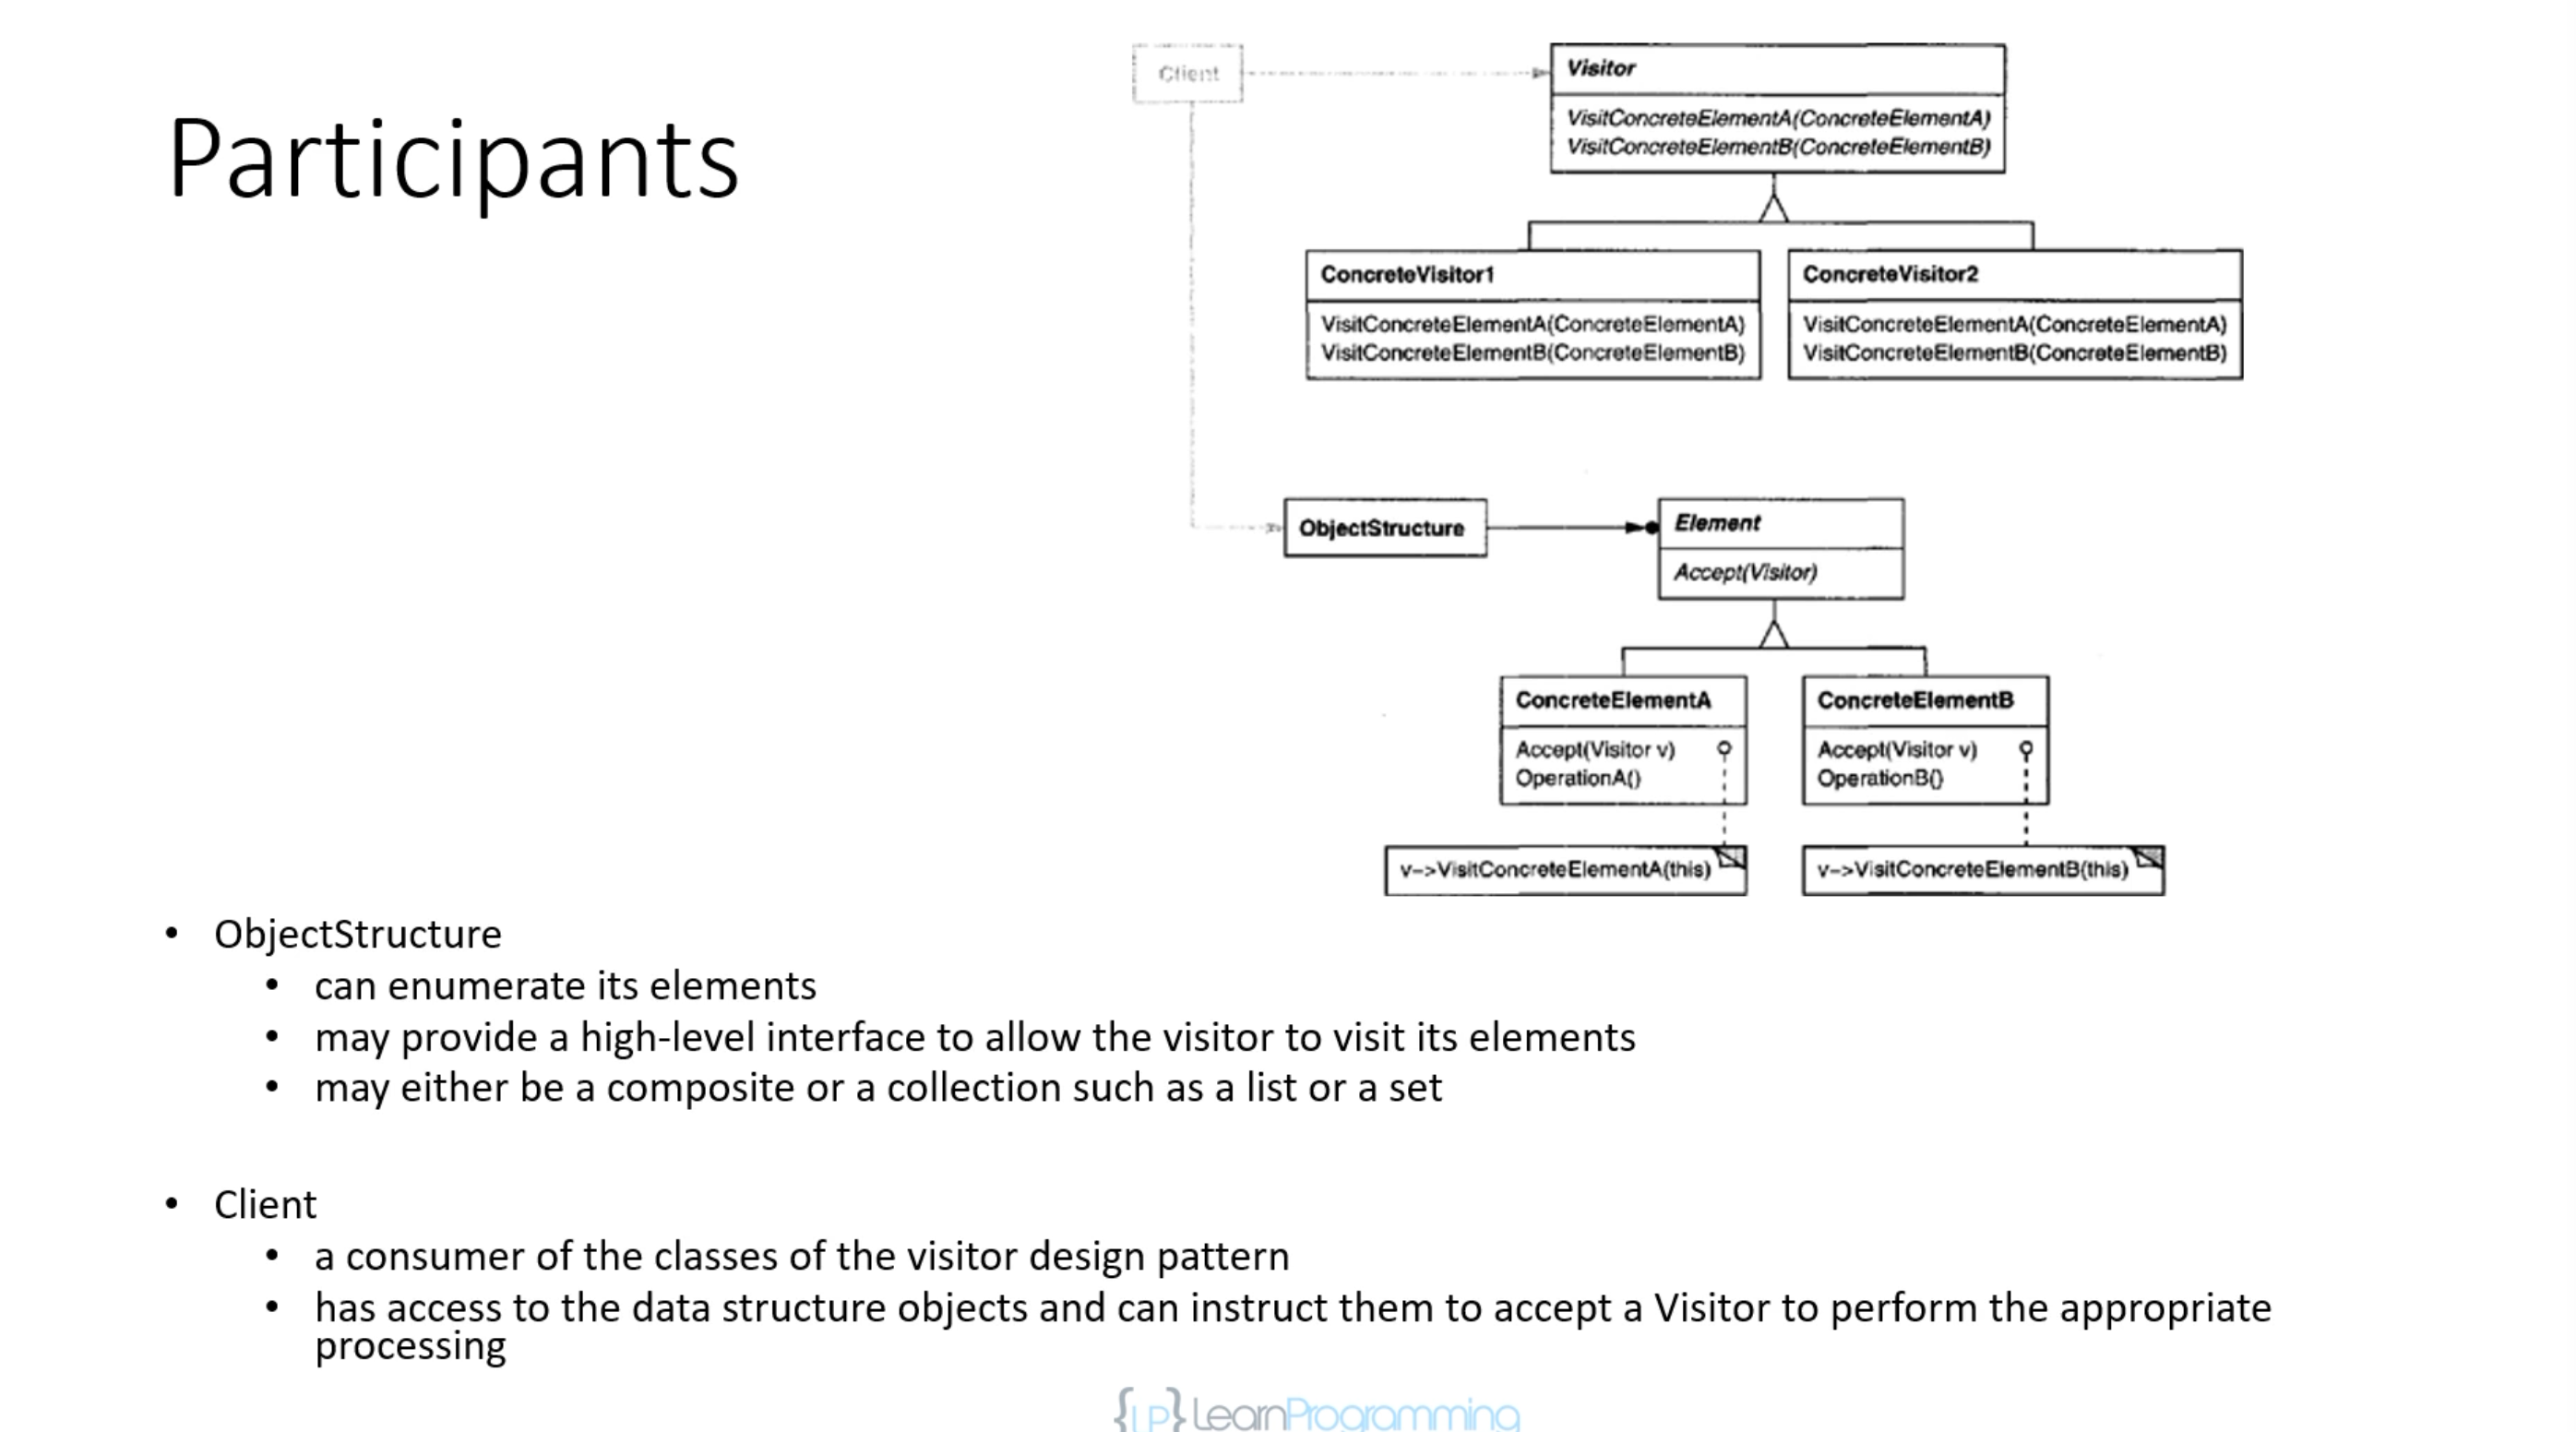 Participants
Client
Visitor
VisitConcreteElementA(ConcreteElementA)
VisitConcreteElementB(ConcreteElementB)
ConcreteVisitor1
VisitConcreteElementA(ConcreteElementA)
VisitConcreteElementB(ConcreteElementB)
ConcreteVisitor2
VisitConcreteElementA(ConcreteElementA)
VisitConcreteElementB(ConcreteElementB)
ObjectStructure
Element
Accept(Visitor)
ConcreteElementA
Accept(Visitor v)
OperationA()
ConcreteElementB
Accept(Visitor v)
OperationB()
v->VisitConcreteElementA(this)
v->VisitConcreteElementB(this)
• ObjectStructure
• can enumerate its elements
• may provide a high-level interface to allow the visitor to visit its elements
• may either be a composite or a collection such as a list or a set
• Client
• a consumer of the classes of the visitor design pattern
• has access to the data structure objects and can instruct them to accept a Visitor to perform the appropriate
processing
{LP} LearnProgramming